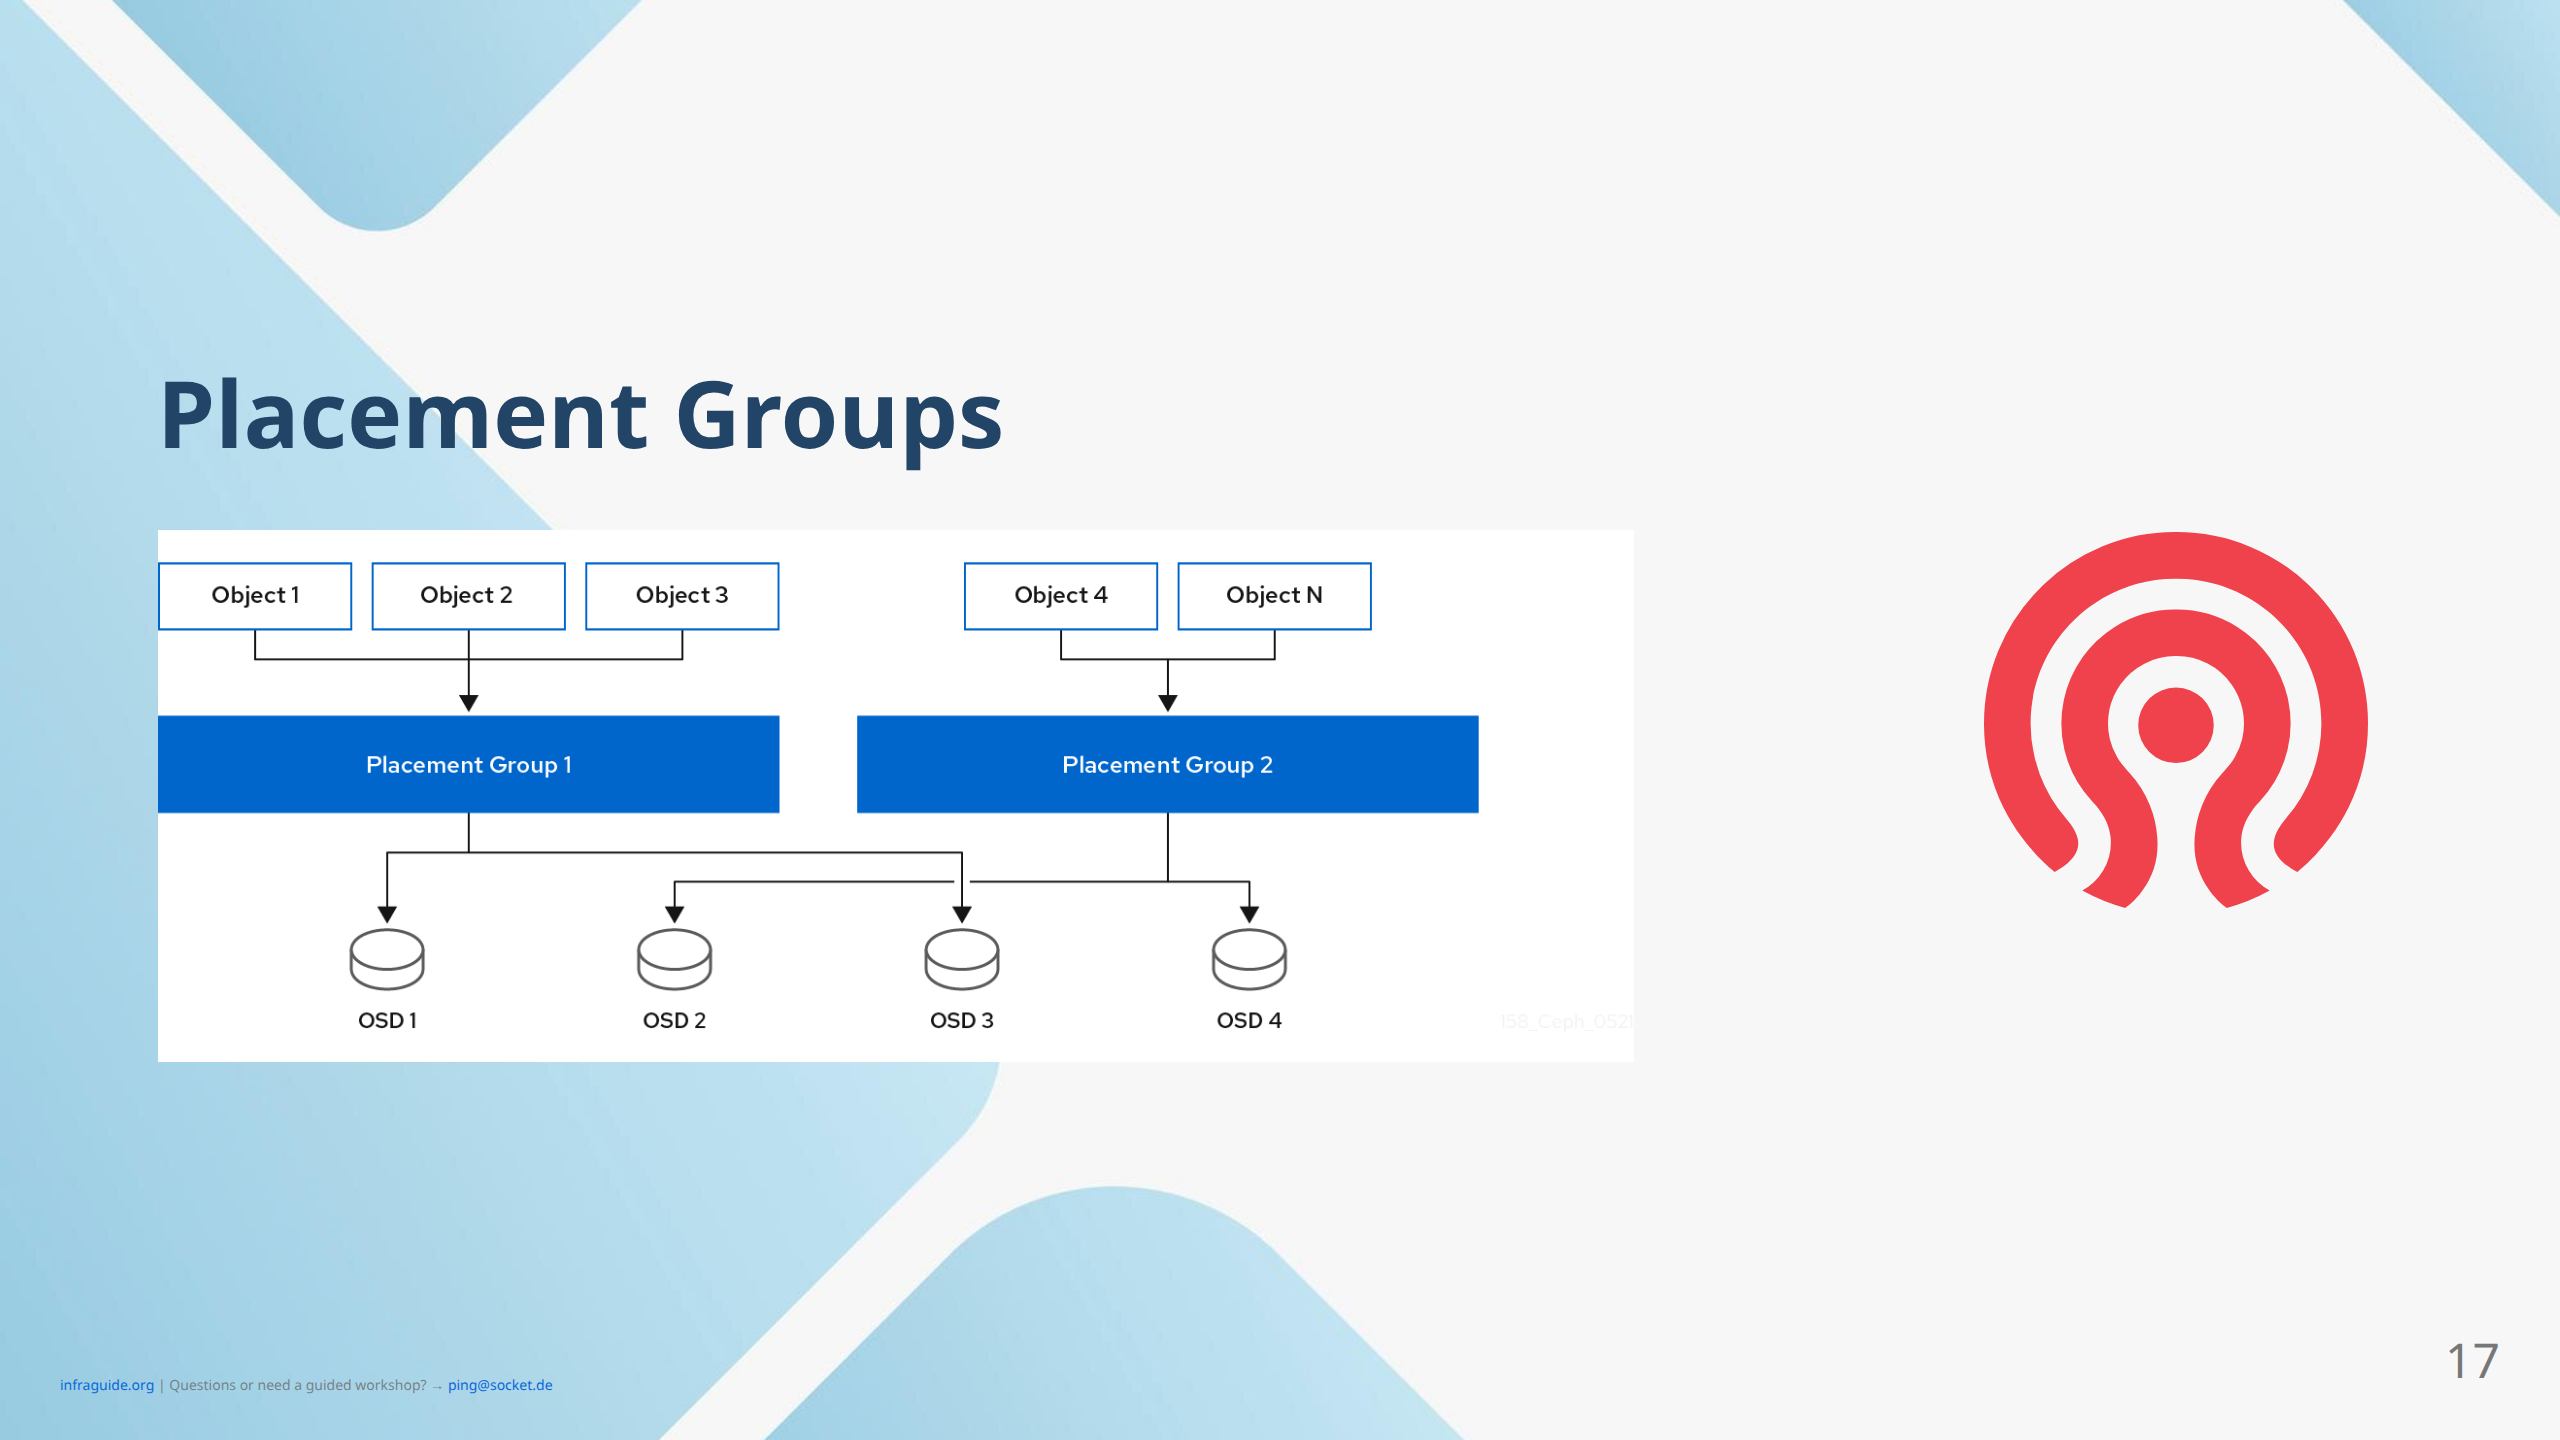 Placement Groups
Object 1 Object 2 Object 3 Object 4 Object N
Placement Group 1 Placement Group 2
OSD 1 OSD 2 OSD 3 OSD 4
158_Ceph_0521
infraguide.org | Questions or need a guided workshop? → ping@socket.de
17